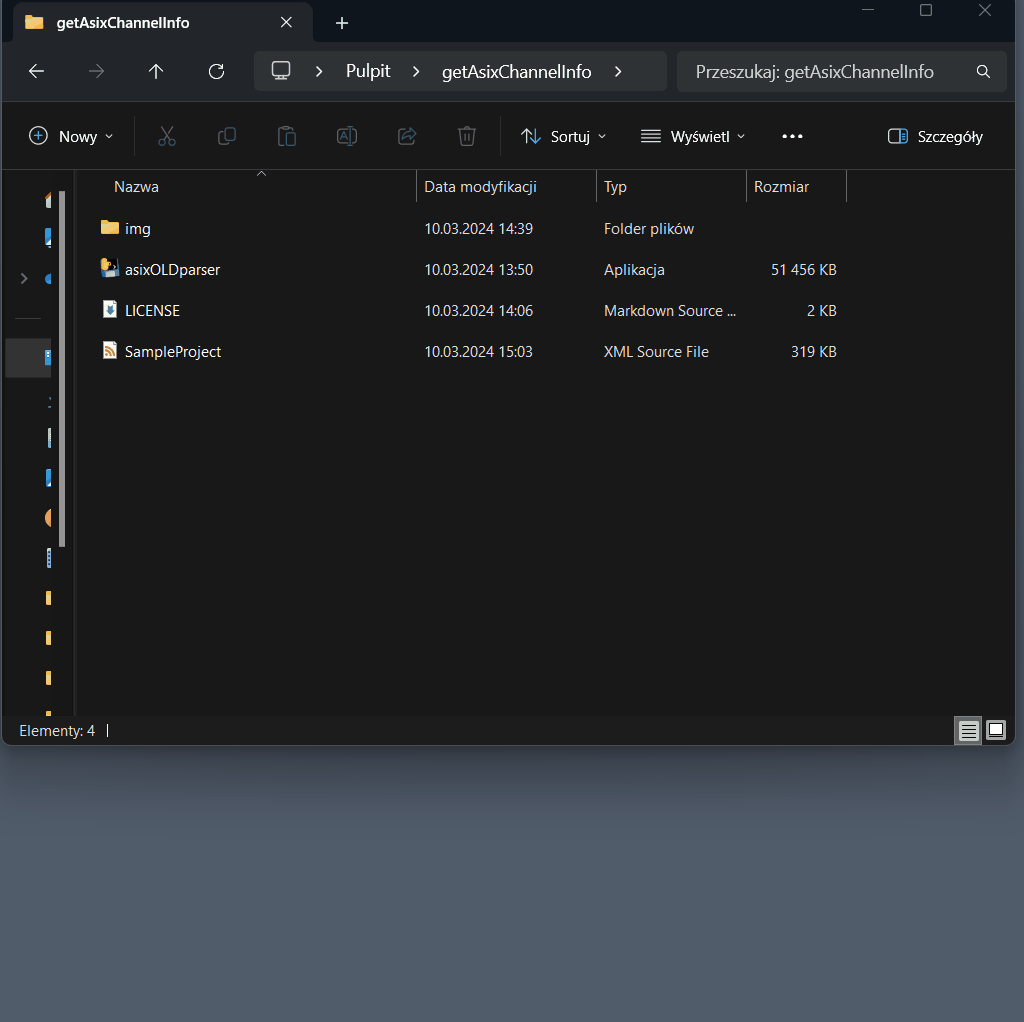 getAsixChannelInfo
Pulpit getAsixChannelInfo Przeszukaj: getAsixChannelInfo
Nowy Sortuj Wyświetl Szczegóły
Nazwa Data modyfikacji Typ Rozmiar
img 10.03.2024 14:39 Folder plików
asixOLDparser 10.03.2024 13:50 Aplikacja 51 456 KB
LICENSE 10.03.2024 14:06 Markdown Source ... 2 KB
SampleProject 10.03.2024 15:03 XML Source File 319 KB
Elementy: 4